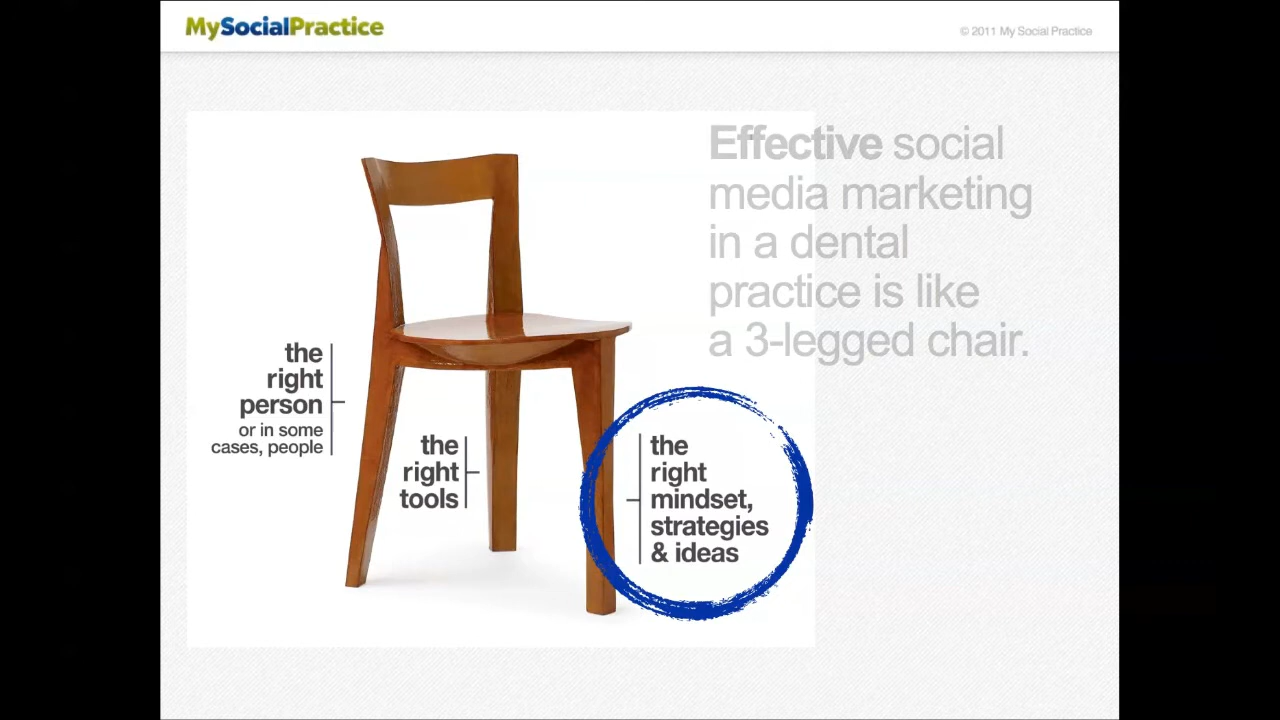 MySocialPractice
© 2011 My Social Practice
Effective social
media marketing
in a dental
practice is like
a 3-legged chair.
the
right
person
or in some
cases, people
the
right
tools
the
right
mindset,
strategies
& ideas